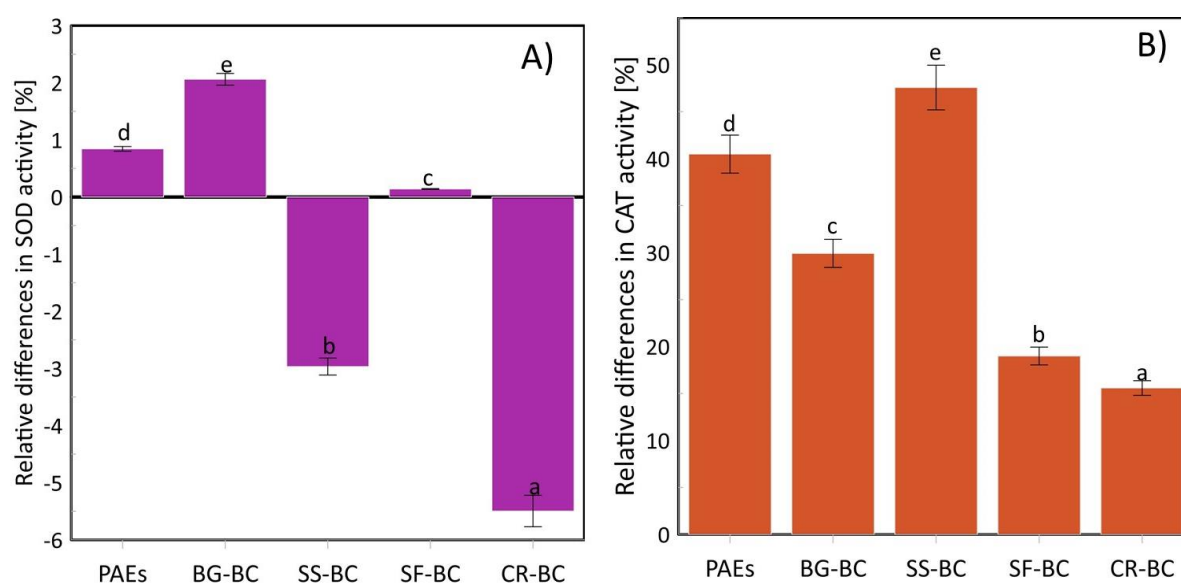 A)
Relative differences in SOD activity [%]
3
2
1
0
-1
-2
-3
-4
-5
-6
d
e
b
c
a
PAEs BG-BC SS-BC SF-BC CR-BC
B)
Relative differences in CAT activity [%]
50
40
30
20
10
0
d
c
e
b
a
PAEs BG-BC SS-BC SF-BC CR-BC